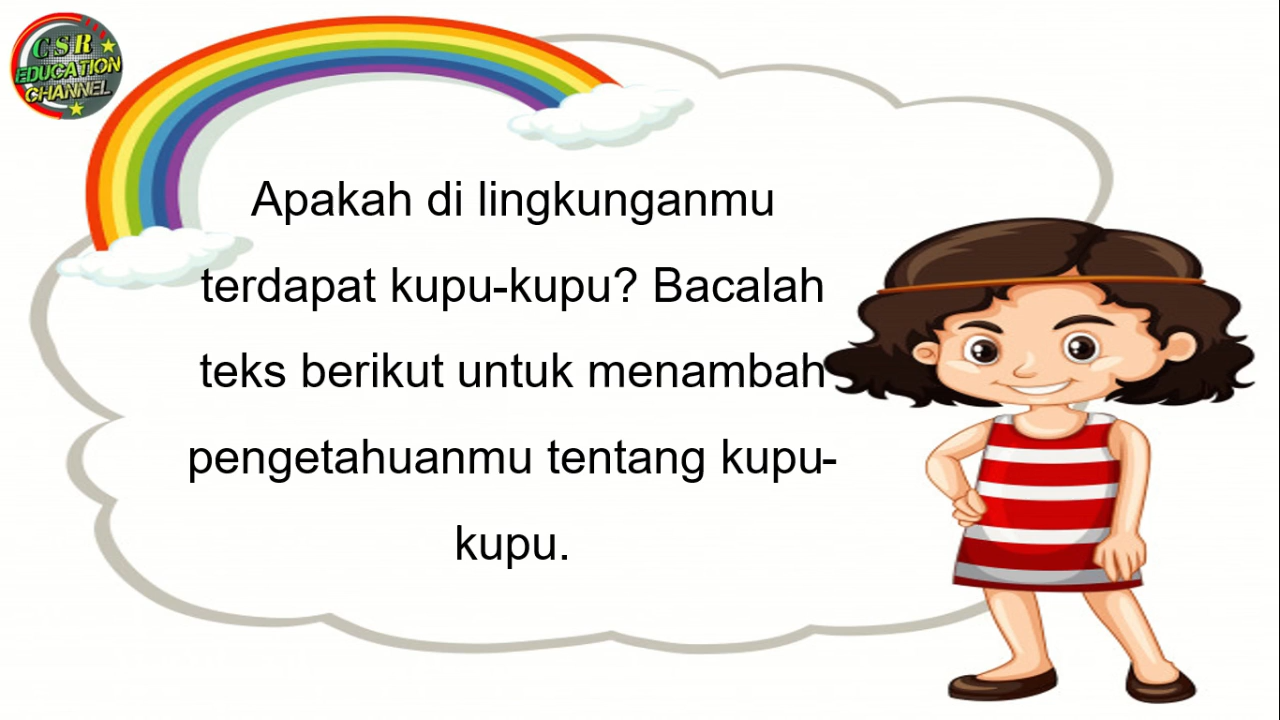 CSR
EDUCATION
CHANNEL
Apakah di lingkunganmu
terdapat kupu-kupu? Bacalah
teks berikut untuk menambah
pengetahuanmu tentang kupu-
kupu.